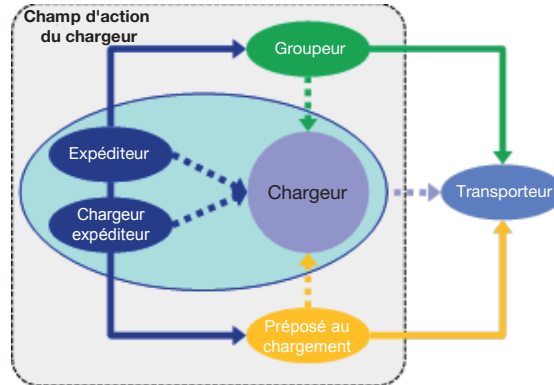 Champ d'action
du chargeur
Groupeur
Expéditeur
Chargeur
expéditeur
Chargeur
Transporteur
Préposé au
chargement